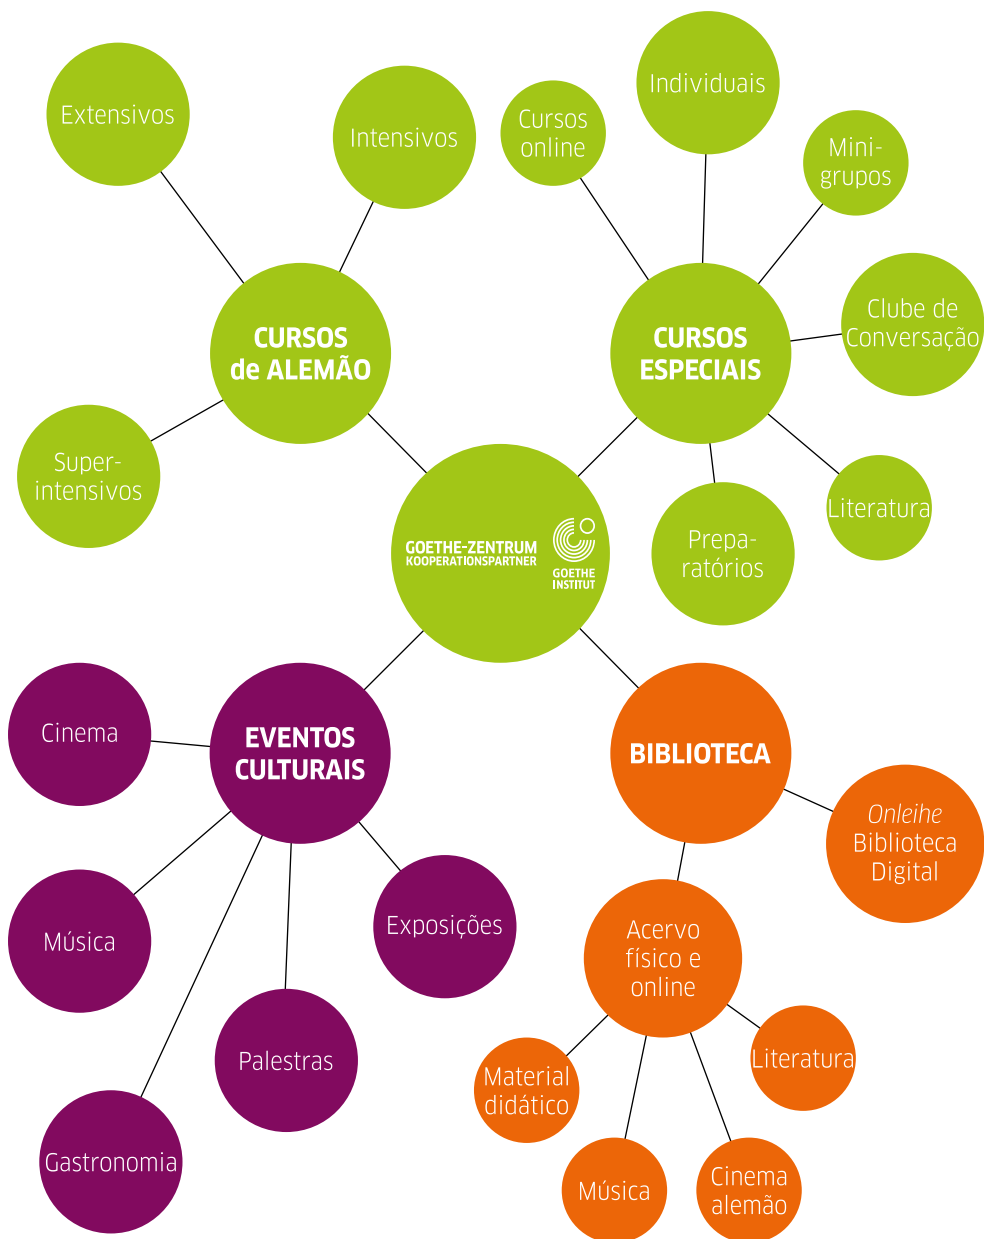 Extensivos
Intensivos
Super-
intensivos
CURSOS
de ALEMÃO
Cursos
online
Individuais
Mini-
grupos
Clube de
Conversação
Literatura
Prepa-
ratórios
CURSOS
ESPECIAIS
GOETHE-ZENTRUM
KOOPERATIONSPARTNER
GOETHE
INSTITUT
EVENTOS
CULTURAIS
Cinema
Música
Gastronomia
Palestras
Exposições
BIBLIOTECA
Onleihe
Biblioteca
Digital
Acervo
físico e
online
Material
didático
Música
Cinema
alemão
Literatura